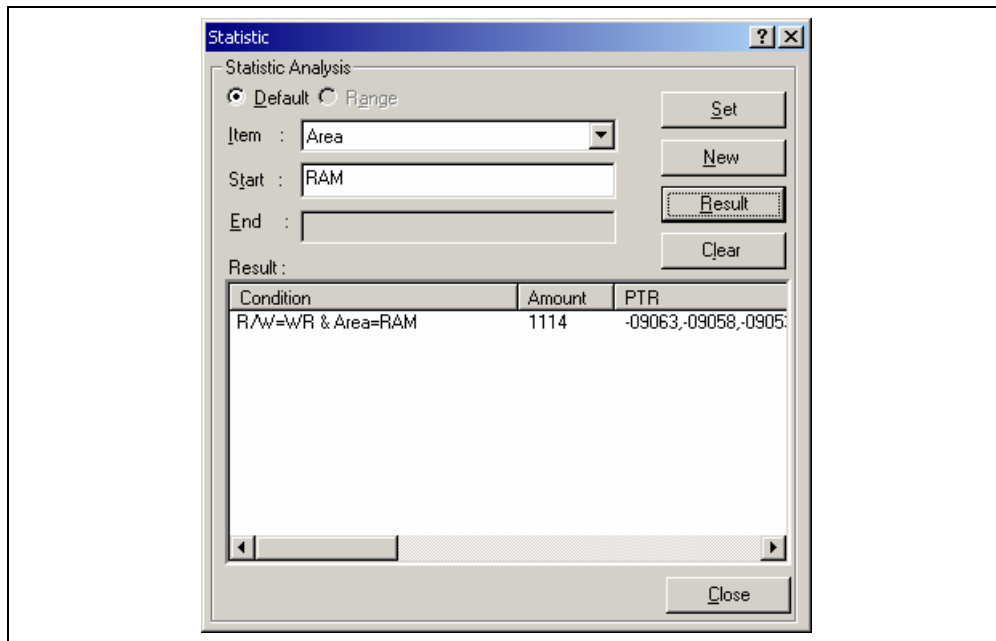 Statistic
Statistic Analysis
Default Range
Item : Area
Start : RAM
End :
Set
New
Result
Clear
Result :
Condition Amount PTR
R/W=WR & Area=RAM 1114 -09063,-09058,-0905
Close